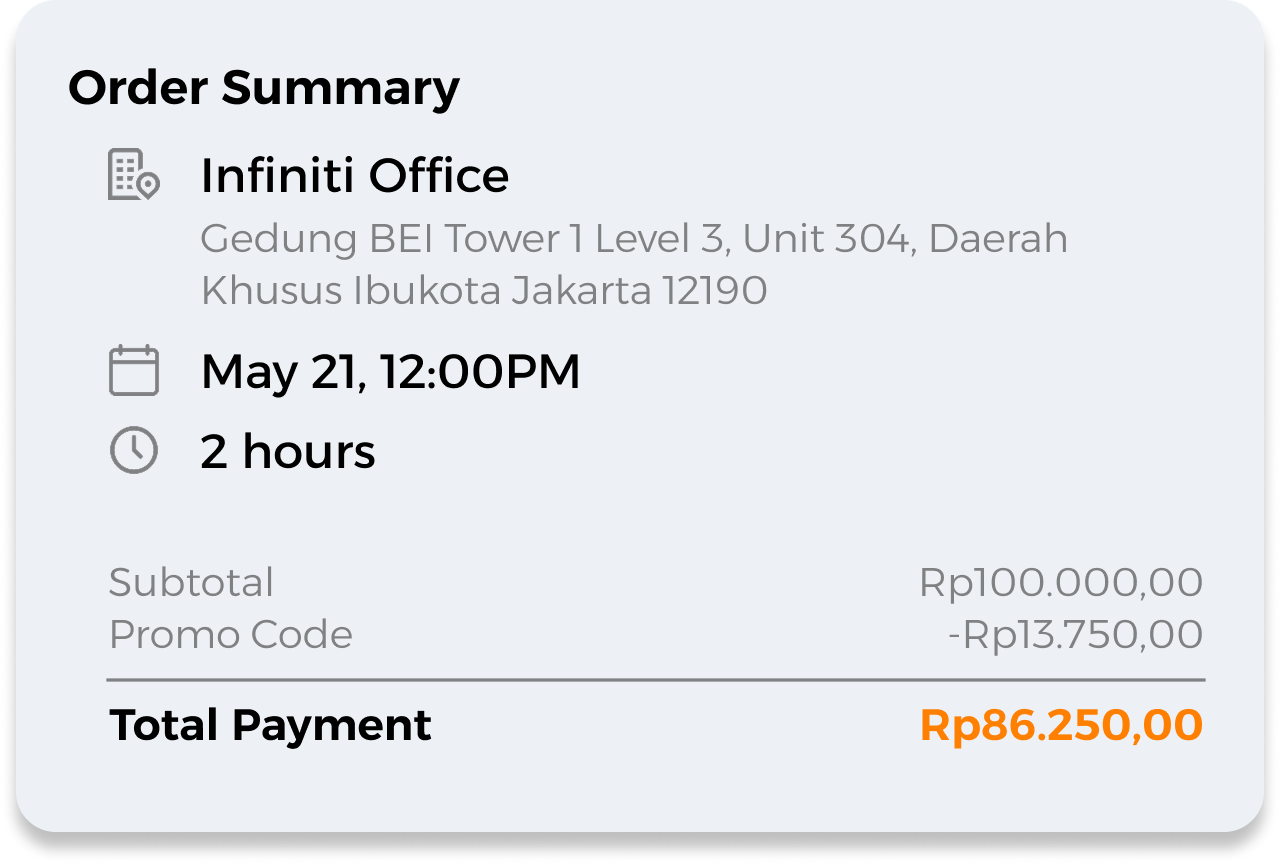 Order Summary
Infiniti Office
Gedung BEI Tower 1 Level 3, Unit 304, Daerah
Khusus Ibukota Jakarta 12190
May 21, 12:00PM
2 hours
Subtotal Rp100.000,00
Promo Code -Rp13.750,00
Total Payment Rp86.250,00